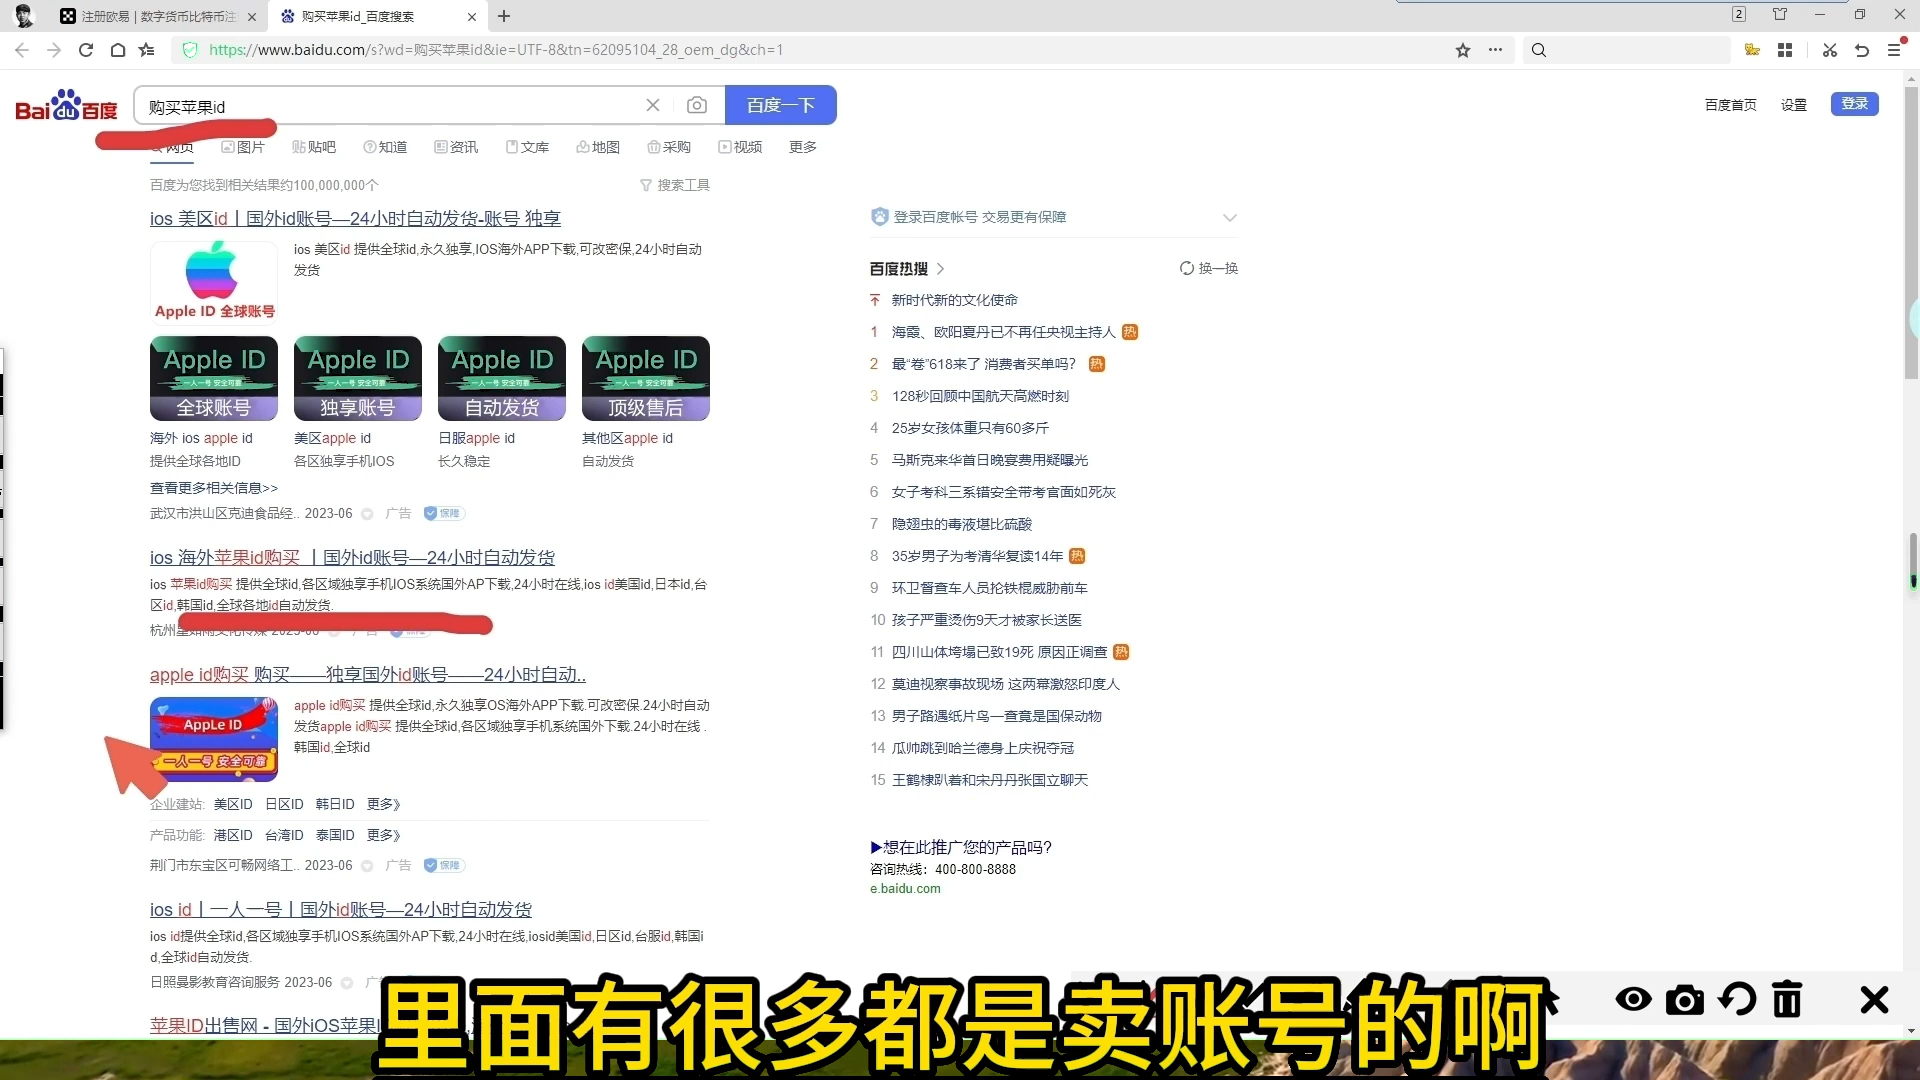 注册欧易 | 数字货币比特币注
购买苹果id_百度搜索
2
https://www.baidu.com/s?wd=购买苹果id&ie=UTF-8&tn=62095104_28_oem_dg&ch=1
Bai du 百度
购买苹果id
百度一下
百度首页
设置
登录
网页
图片
贴吧
知道
资讯
文库
地图
采购
视频
更多
百度为您找到相关结果约100,000,000个
搜索工具
ios 美区id丨国外id账号—24小时自动发货-账号 独享
ios 美区id 提供全球id,永久独享,IOS海外APP下载,可改密保,24小时自动
发货
Apple ID 全球账号
Apple ID
一人一号 安全可靠
全球账号
Apple ID
一人一号 安全可靠
独享账号
Apple ID
一人一号 安全可靠
自动发货
Apple ID
一人一号 安全可靠
顶级售后
海外 ios apple id
美区apple id
日服apple id
其他区apple id
提供全球各地ID
各区独享手机IOS
长久稳定
自动发货
查看更多相关信息>>
武汉市洪山区克迪食品经.. 2023-06
广告
保障
ios 海外苹果id购买 丨国外id账号—24小时自动发货
ios 苹果id购买 提供全球id,各区域独享手机IOS系统国外AP下载,24小时在线,ios id美国id,日本id,台
区id,韩国id,全球各地id自动发货.
apple id购买 购买——独享国外id账号——24小时自动..
AppLe ID
一人一号 安全可靠
apple id购买 提供全球id,永久独享OS海外APP下载.可改密保.24小时自动
发货apple id购买 提供全球id,各区域独享手机系统国外下载.24小时在线 .
韩国id,全球id
企业建站: 美区ID 日区ID 韩日ID 更多》
产品功能: 港区ID 台湾ID 泰国ID 更多》
荆门市东宝区可畅网络工.. 2023-06
广告
保障
ios id丨一人一号丨国外id账号—24小时自动发货
ios id提供全球id,各区域独享手机IOS系统国外AP下载,24小时在线,iosid美国id,日区id,台服id,韩国i
d,全球id自动发货.
日照曼影教育咨询服务 2023-06
苹果ID出售网 - 国外iOS苹果I
登录百度帐号 交易更有保障
百度热搜
换一换
新时代新的文化使命
1 海霞、欧阳夏丹已不再任央视主持人 热
2 最“卷”618来了 消费者买单吗? 热
3 128秒回顾中国航天高燃时刻
4 25岁女孩体重只有60多斤
5 马斯克来华首日晚宴费用疑曝光
6 女子考科三系错安全带考官面如死灰
7 隐翅虫的毒液堪比硫酸
8 35岁男子为考清华复读14年 热
9 环卫督查车人员抡铁棍威胁前车
10 孩子严重烫伤9天才被家长送医
11 四川山体垮塌已致19死 原因正调查 热
12 莫迪视察事故现场 这两幕激怒印度人
13 男子路遇纸片鸟一查竟是国保动物
14 瓜帅跳到哈兰德身上庆祝夺冠
15 王鹤棣趴着和宋丹丹张国立聊天
▶想在此推广您的产品吗?
咨询热线：400-800-8888
e.baidu.com
里面有很多都是卖账号的啊